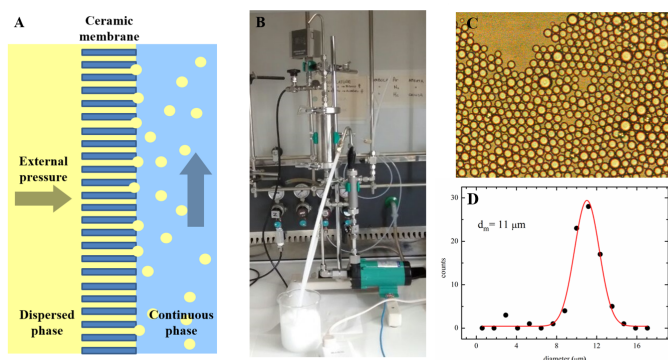 A
Ceramic
membrane
External
pressure
Dispersed
phase
Continuous
phase
B
C
D
dm= 11 μm
counts
30
20
10
0
0
4
8
12
16
diameter (μm)